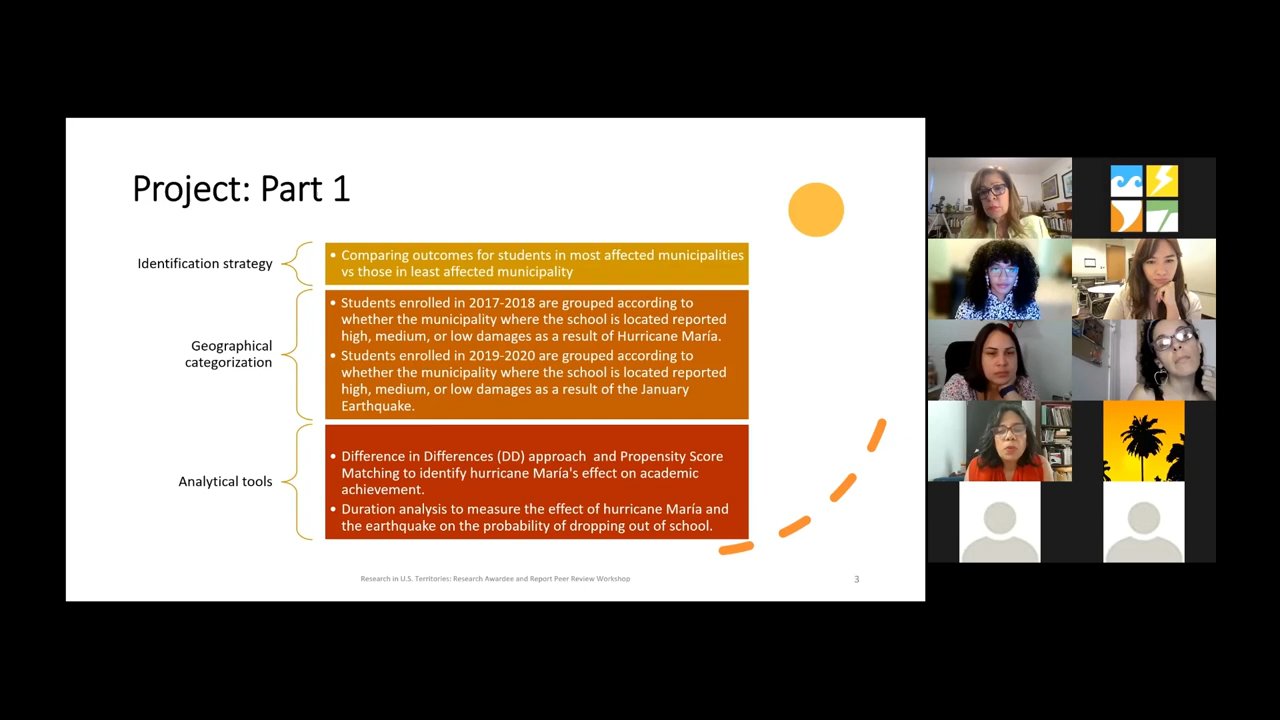 Project: Part 1
Identification strategy
• Comparing outcomes for students in most affected municipalities
vs those in least affected municipality
Geographical
categorization
• Students enrolled in 2017-2018 are grouped according to
whether the municipality where the school is located reported
high, medium, or low damages as a result of Hurricane María.
• Students enrolled in 2019-2020 are grouped according to
whether the municipality where the school is located reported
high, medium, or low damages as a result of the January
Earthquake.
Analytical tools
• Difference in Differences (DD) approach and Propensity Score
Matching to identify hurricane María's effect on academic
achievement.
• Duration analysis to measure the effect of hurricane María and
the earthquake on the probability of dropping out of school.
Research in U.S. Territories: Research Awardee and Report Peer Review Workshop
3